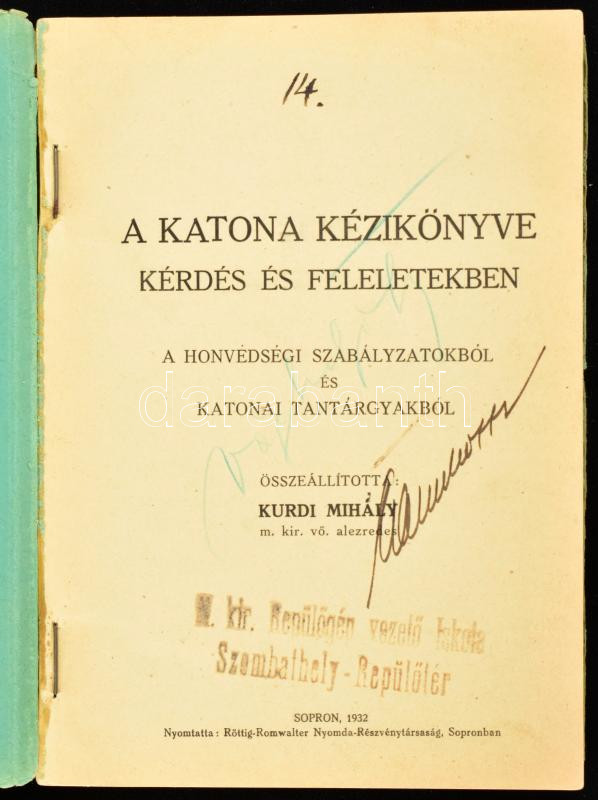 14.
A KATONA KÉZIKÖNYVE
KÉRDÉS ÉS FELELETEKBEN
A HONVÉDSÉGI SZABÁLYZATOKBÓL
ÉS
darabanth
KATONAI TANTÁRGYAKBÓL
ÖSSZEÁLLÍTOTTA:
KURDI MIHÁLY
m. kir. vő. alezredes
M. kir. Repülőgép vezető Iskola
Szombathely - Repülőtér
SOPRON, 1932
Nyomtatta: Röttig-Romwalter Nyomda-Részvénytársaság, Sopronban